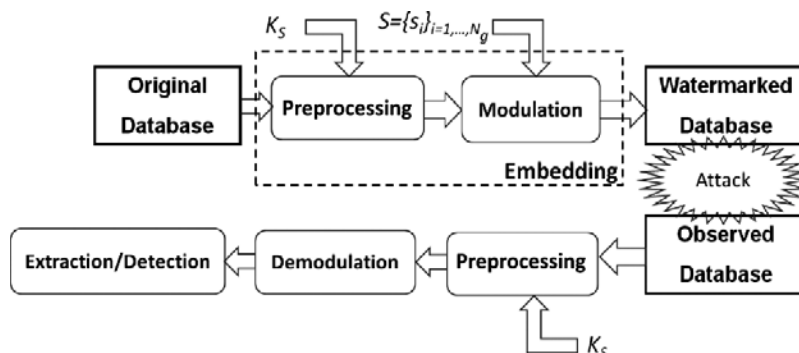 K_S
S={s_i}_{i=1,...,N_g}
Original
Database
Preprocessing
Modulation
Watermarked
Database
Embedding
Attack
Extraction/Detection
Demodulation
Preprocessing
Observed
Database
K_S